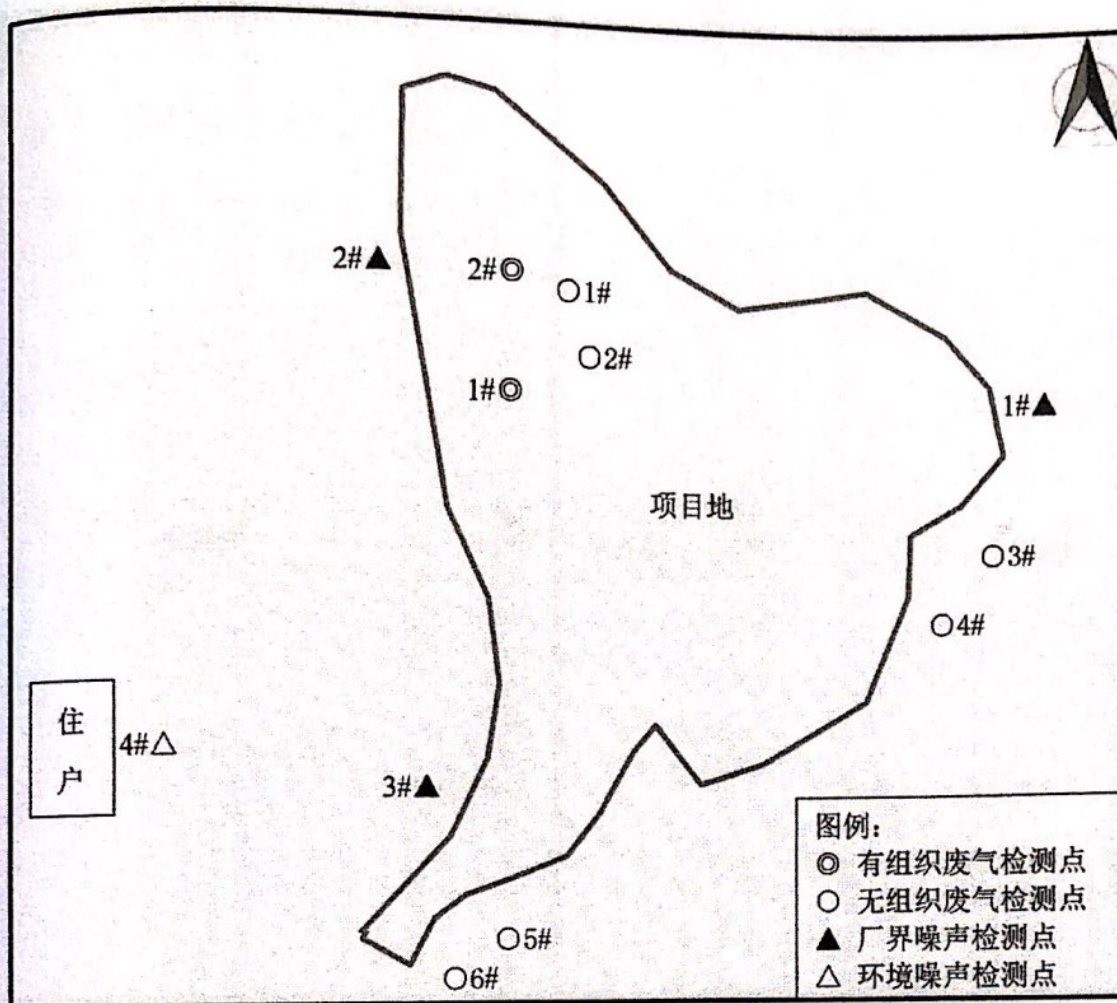 2#▲
2#◎
○1#
○2#
1#◎
1#▲
项目地
○3#
○4#
住
户
4#△
3#▲
○5#
○6#
图例：
◎ 有组织废气检测点
○ 无组织废气检测点
▲ 厂界噪声检测点
△ 环境噪声检测点